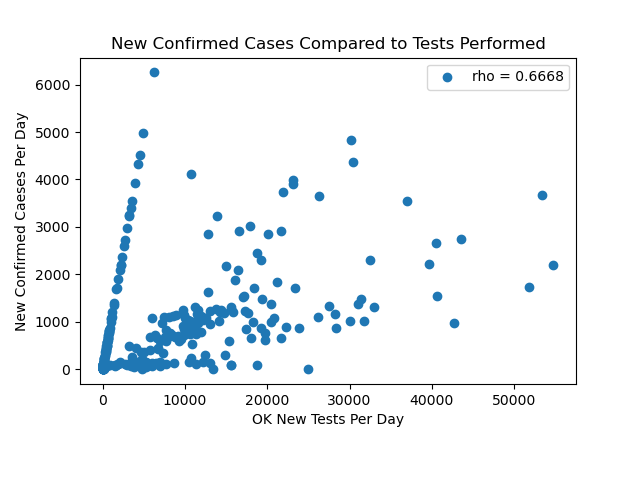 New Confirmed Cases Compared to Tests Performed
rho = 0.6668
6000
5000
4000
3000
2000
1000
0
New Confirmed Caeses Per Day
0 10000 20000 30000 40000 50000
OK New Tests Per Day